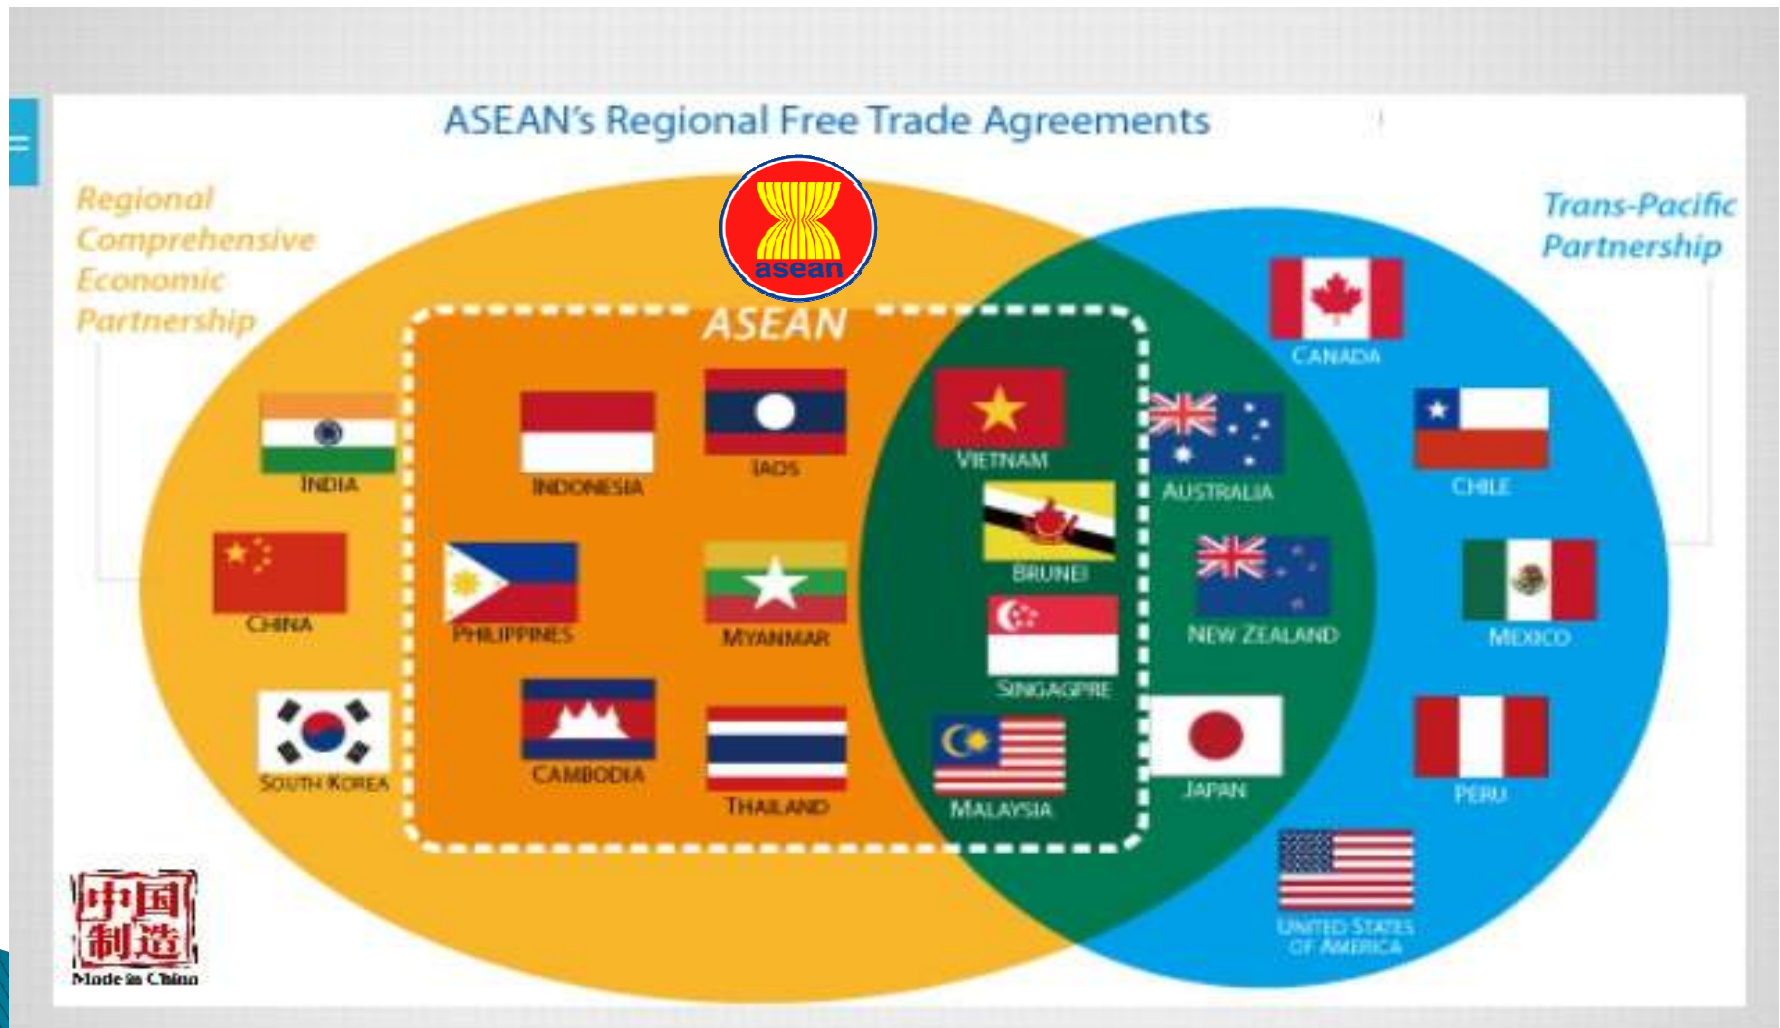 ASEAN's Regional Free Trade Agreements
Regional
Comprehensive
Economic
Partnership
Trans-Pacific
Partnership
asean
ASEAN
CANADA
INDIA
INDONESIA
LAOS
VIETNAM
AUSTRALIA
CHILE
CHINA
PHILIPPINES
MYANMAR
BRUNEI
NEW ZEALAND
MEXICO
SINGAGPRE
SOUTH KOREA
CAMBODIA
THAILAND
MALAYSIA
JAPAN
PERU
UNITED STATES
OF AMERICA
中国
制造
Made in China